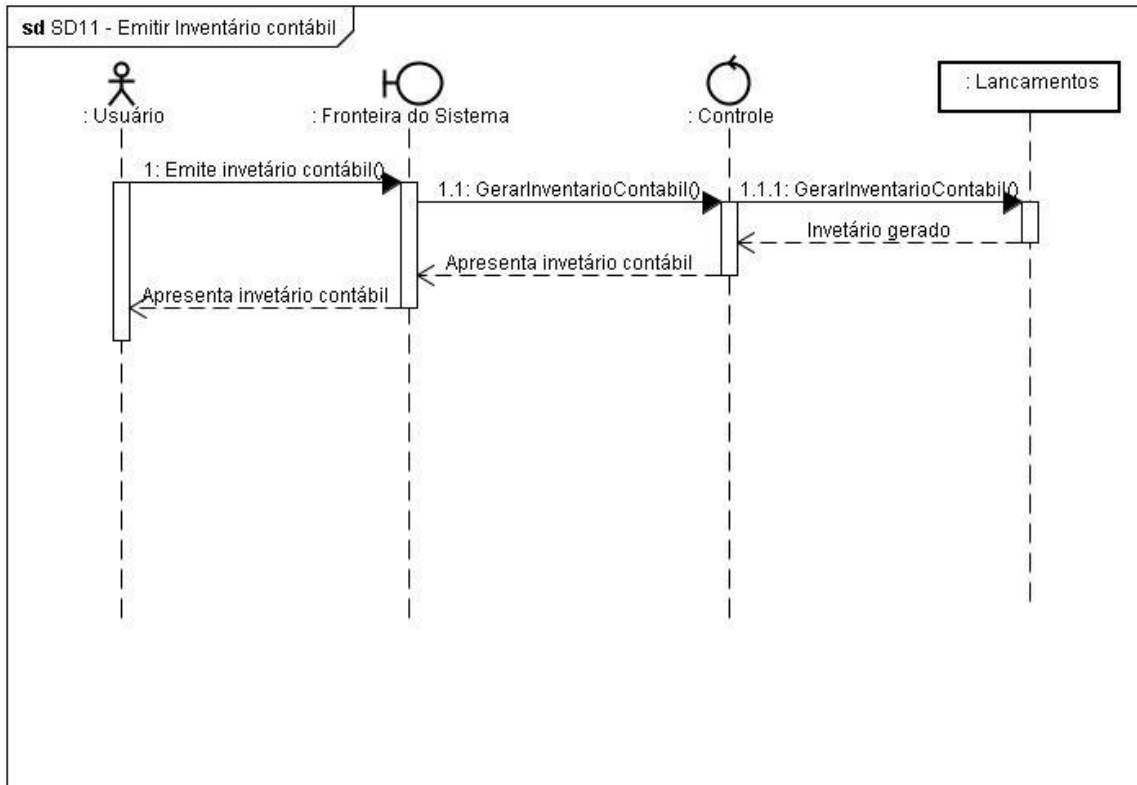 sd SD11 - Emitir Inventário contábil
: Usuário
: Fronteira do Sistema
: Controle
: Lancamentos
1: Emite invetário contábil()
1.1: GerarInventarioContabil()
1.1.1: GerarInventarioContabil()
Invetário gerado
Apresenta invetário contábil
Apresenta invetário contábil